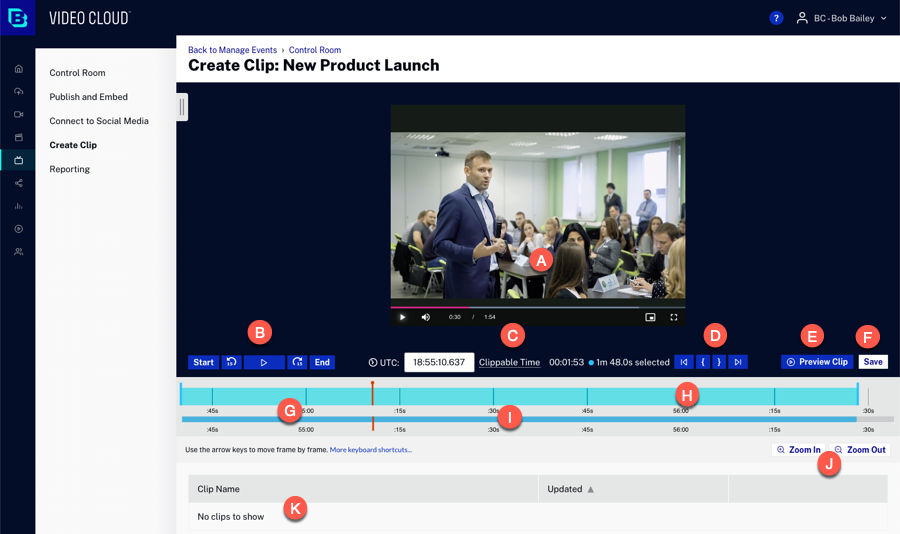 VIDEO CLOUD™
? BC - Bob Bailey
Control Room
Publish and Embed
Connect to Social Media
Create Clip
Reporting
Back to Manage Events › Control Room
Create Clip: New Product Launch
A
0:30 / 1:54
B
C
D
E
F
Start
End
UTC: 18:55:10.637 Clippable Time 00:01:53 1m 48.0s selected
{ }
Preview Clip
Save
G
H
:45s 55:00 :15s :30s :45s 56:00 :15s :30s
I
:45s 55:00 :15s :30s :45s 56:00 :15s :30s
Use the arrow keys to move frame by frame. More keyboard shortcuts...
Zoom In Zoom Out
J
Clip Name Updated
K
No clips to show